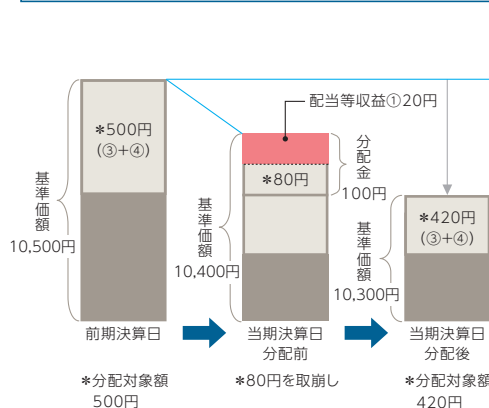 配当等収益①20円
*500円
(③+④)
基準価額
10,500円
分配金
100円
*80円
基準価額
10,400円
*420円
(③+④)
基準価額
10,300円
前期決算日
当期決算日
分配前
当期決算日
分配後
*分配対象額
500円
*80円を取崩し
*分配対象額
420円